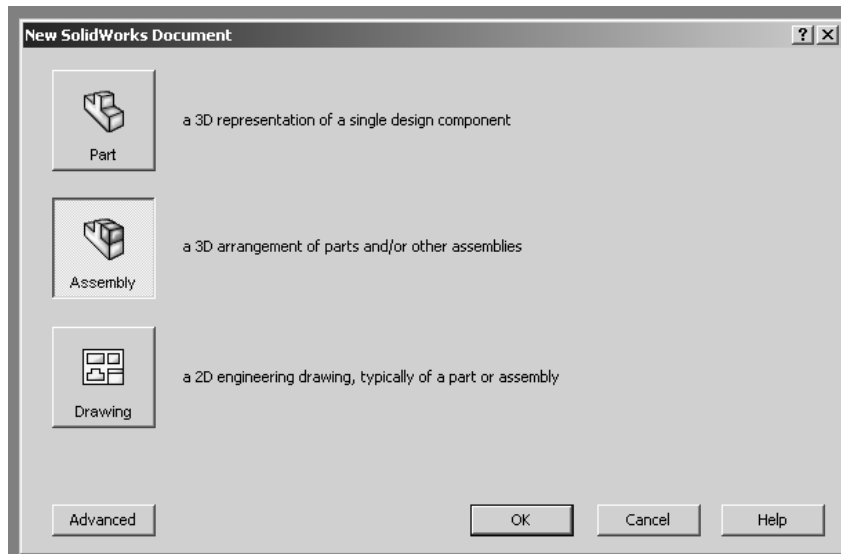 New SolidWorks Document
Part
a 3D representation of a single design component
Assembly
a 3D arrangement of parts and/or other assemblies
Drawing
a 2D engineering drawing, typically of a part or assembly
Advanced
OK
Cancel
Help